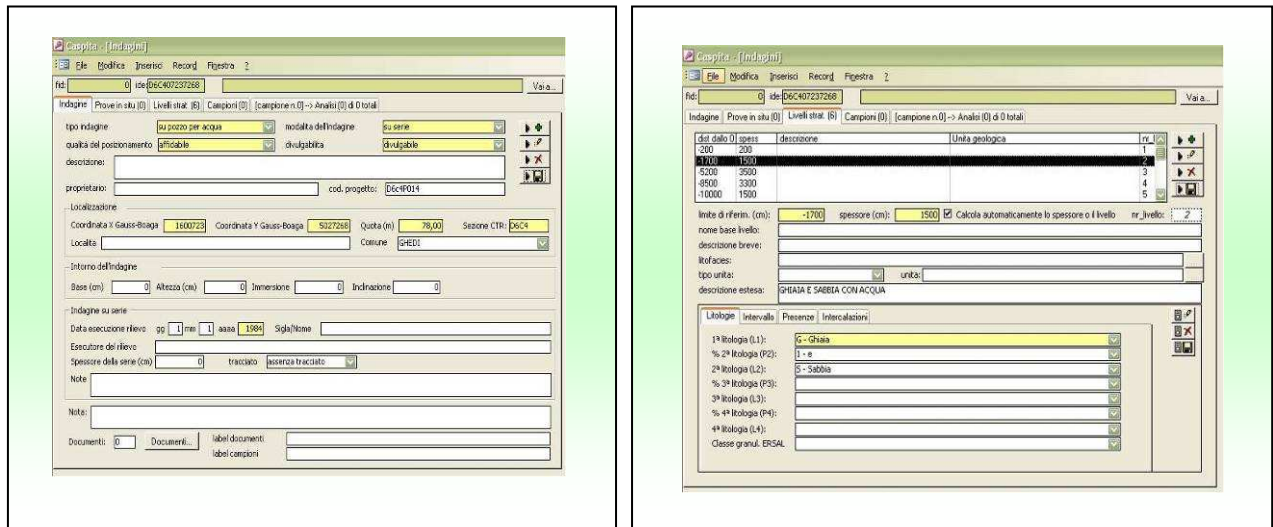 Caspita - [Indagini]
File Modifica Inserisci Record Finestra ?
fid: 0 ide: D6C407237268 Vai a...
Indagine Prove in situ (0) Livelli strat. (6) Campioni (0) [campione n.0] --> Analisi (0) di 0 totali
tipo indagine su pozzo per acqua modalita dell'indagine su serie
qualità del posizionamento affidabile divulgabilita divulgabile
descrizione:
proprietario: cod. progetto: D6c4P014
Localizzazione
Coordinata X Gauss-Boaga 1600723 Coordinata Y Gauss-Boaga 5027268 Quota (m) 78,00 Sezione CTR: D6C4
Localita Comune GHEDI
Intorno dell'indagine
Base (cm) 0 Altezza (cm) 0 Immersione 0 Inclinazione 0
Indagine su serie
Data esecuzione rilievo gg 1 mm 1 aaaa 1984 Sigla/Nome
Esecutore del rilievo
Spessore della serie (cm) 0 tracciato assenza tracciato
Note
Note:
Documenti: 0 Documenti... label documenti
label campioni
Caspita - [Indagini]
File Modifica Inserisci Record Finestra ?
fid: 0 ide: D6C407237268 Vai a...
Indagine Prove in situ (0) Livelli strat. (6) Campioni (0) [campione n.0] --> Analisi (0) di 0 totali
dist dallo 0 spess descrizione Unita geologica nr_l
-200 200 1
-1700 1500 2
-5200 3500 3
-8500 3300 4
-10000 1500 5
limite di riferim. (cm): -1700 spessore (cm): 1500 Calcola automaticamente lo spessore o il livello nr_livello: 2
nome base livello:
descrizione breve:
litofacies:
tipo unita: unita:
descrizione estesa: GHIAIA E SABBIA CON ACQUA
Litologie Intervallo Presenze Intercalazioni
1ª litologia (L1): G - Ghiaia
% 2ª litologia (P2): 1 - e
2ª litologia (L2): S - Sabbia
% 3ª litologia (P3):
3ª litologia (L3):
% 4ª litologia (P4):
4ª litologia (L4):
Classe granul. ERSAL